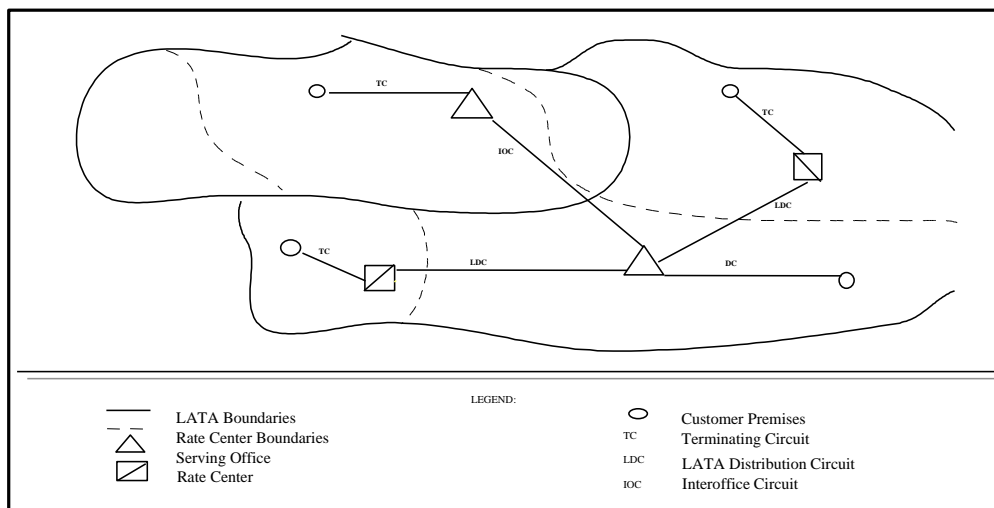 TC
TC
IOC
LDC
TC
LDC
DC
LEGEND:
LATA Boundaries
Rate Center Boundaries
Serving Office
Rate Center
Customer Premises
TC Terminating Circuit
LDC LATA Distribution Circuit
IOC Interoffice Circuit